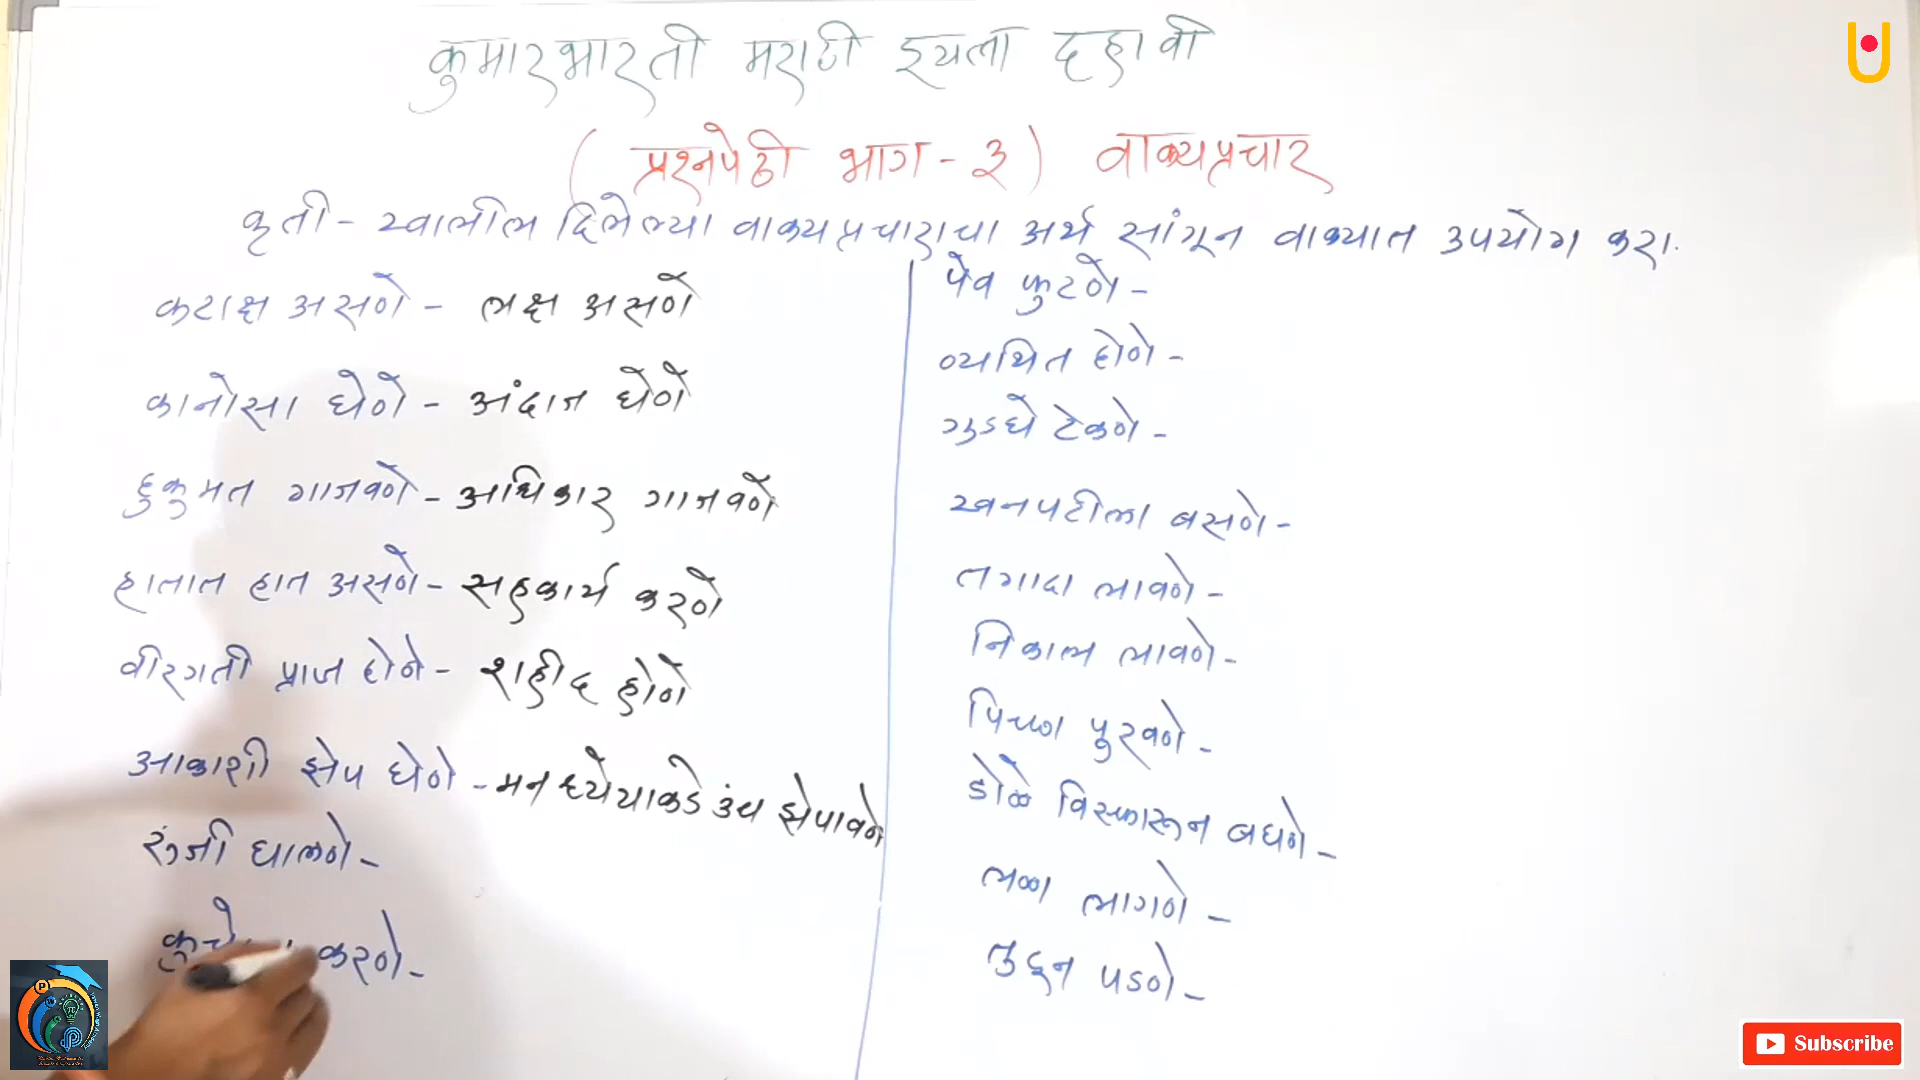 कुमारभारती मराठी इयत्ता दहावी
(प्रश्नपेढी भाग - ३) वाक्यप्रचार
कृती - खालील दिलेल्या वाक्यप्रचाराचा अर्थ सांगून वाक्यात उपयोग करा.
कटाक्ष असणे - लक्ष असणे
कानोसा घेणे - अंदाज घेणे
हुकुमत गाजवणे - अधिकार गाजवणे
हातात हात असणे - सहकार्य करणे
वीरगती प्राप्त होणे - शहीद होणे
आकाशी झेप घेणे - मन ध्येयाकडे उंच झेपावणे
रुंजी घालणे -
करणे -
पेव फुटणे -
व्यथित होणे -
गुडघे टेकणे -
खनपटीला बसणे -
तगादा लावणे -
निकाल लावणे -
पिच्छा पुरवणे -
डोळे विस्फारून बघणे -
लळा लागणे -
तुटून पडणे -
Subscribe